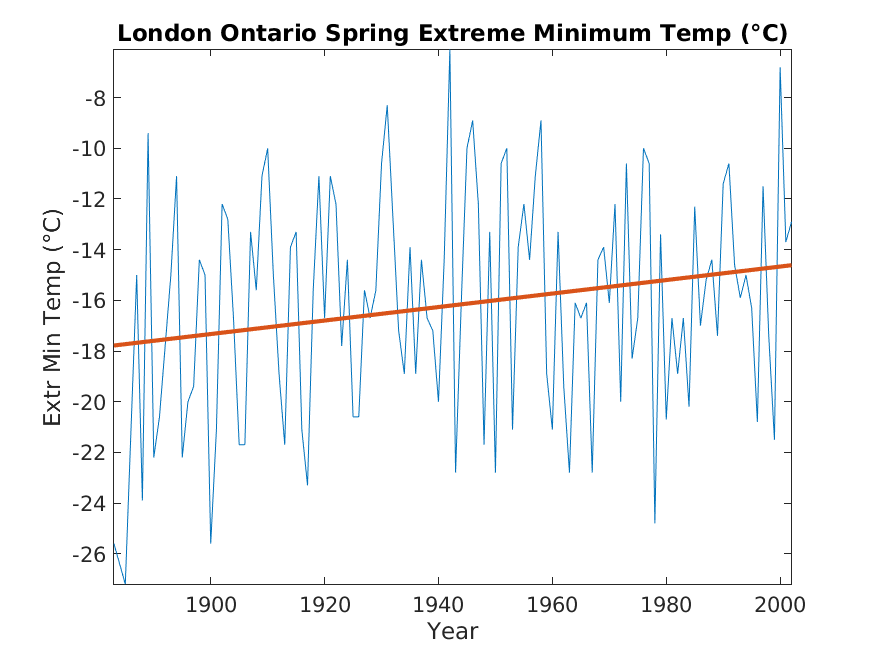 London Ontario Spring Extreme Minimum Temp (°C)
-8
-10
-12
-14
-16
-18
-20
-22
-24
-26
Extr Min Temp (°C)
1900 1920 1940 1960 1980 2000
Year